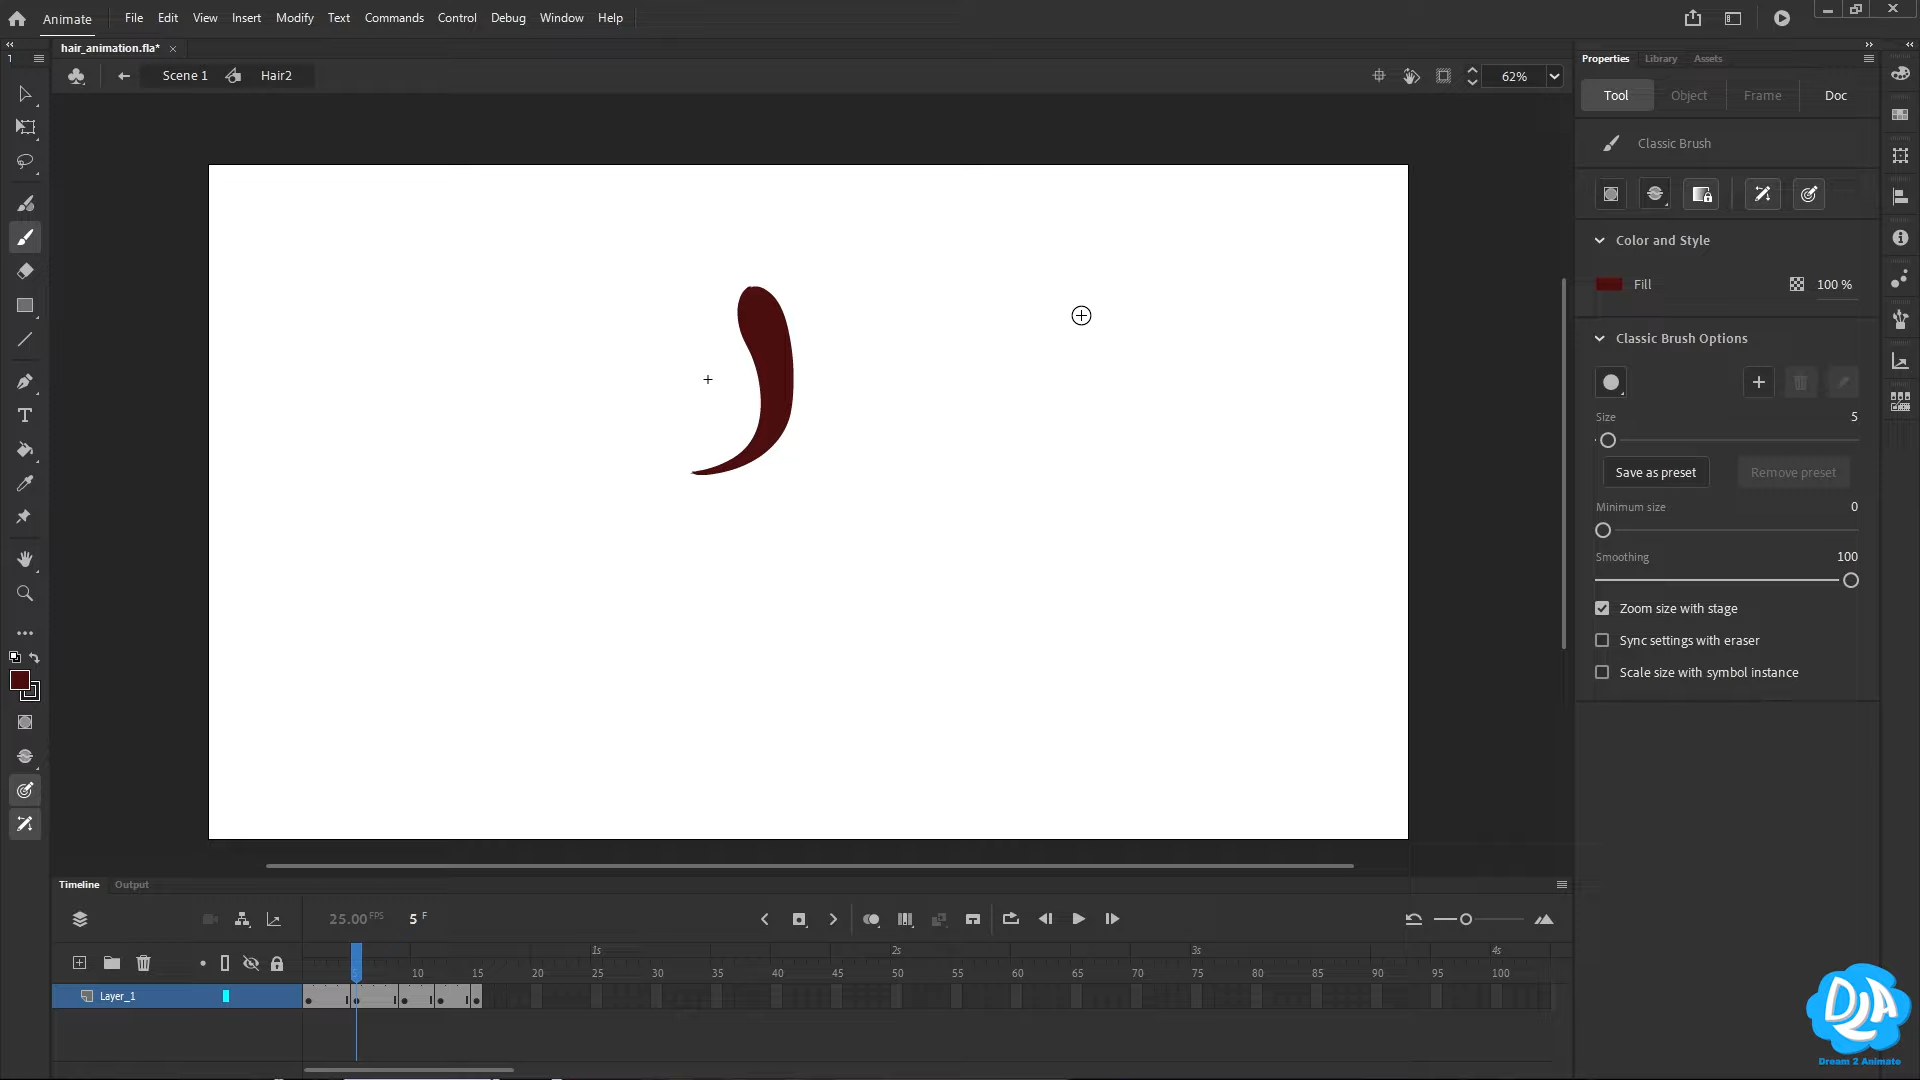 Animate File Edit View Insert Modify Text Commands Control Debug Window Help
hair_animation.fla*
Scene 1 Hair2 62%
Properties Library Assets
Tool Object Frame Doc
Classic Brush
Color and Style
Fill 100 %
Classic Brush Options
Size 5
Save as preset Remove preset
Minimum size 0
Smoothing 100
Zoom size with stage
Sync settings with eraser
Scale size with symbol instance
Timeline Output
25.00 FPS 5 F
1s 2s 3s 4s
5 10 15 20 25 30 35 40 45 50 55 60 65 70 75 80 85 90 95 100
Layer_1
D2A
Dream 2 Animate